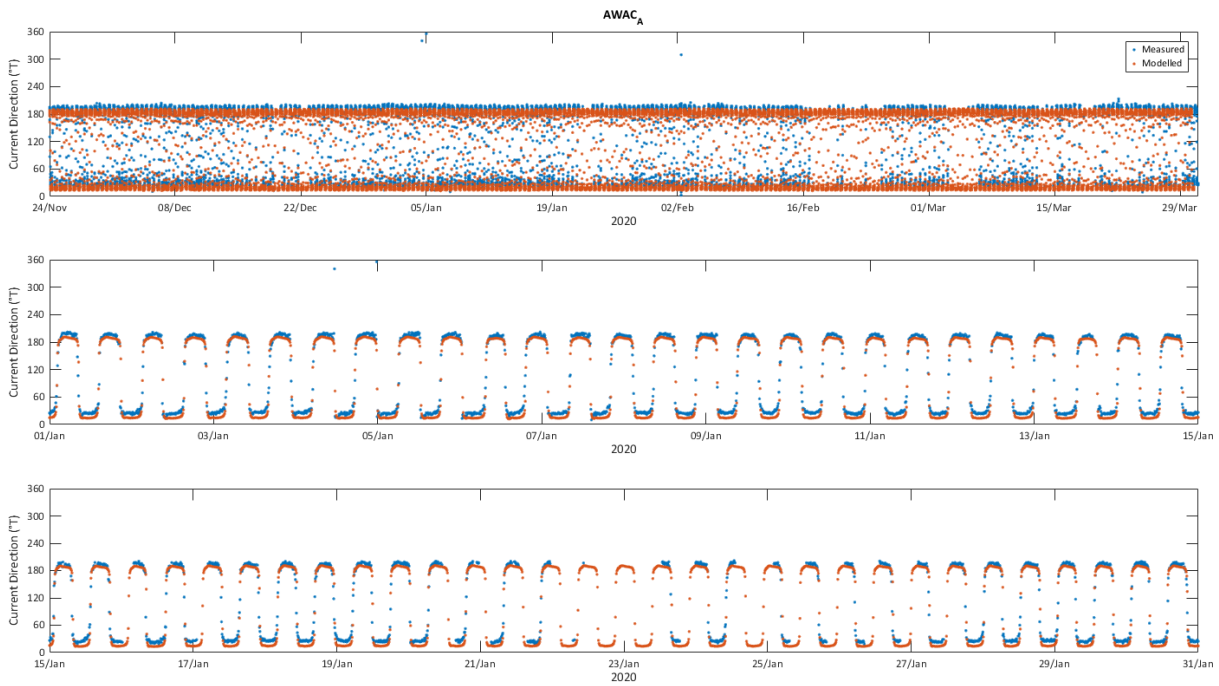 AWAC_A
Current Direction (°T)
360
300
240
180
120
60
0
Measured
Modelled
24/Nov 08/Dec 22/Dec 05/Jan 19/Jan 02/Feb 16/Feb 01/Mar 15/Mar 29/Mar
2020
Current Direction (°T)
360
300
240
180
120
60
0
01/Jan 03/Jan 05/Jan 07/Jan 09/Jan 11/Jan 13/Jan 15/Jan
2020
Current Direction (°T)
360
300
240
180
120
60
0
15/Jan 17/Jan 19/Jan 21/Jan 23/Jan 25/Jan 27/Jan 29/Jan 31/Jan
2020